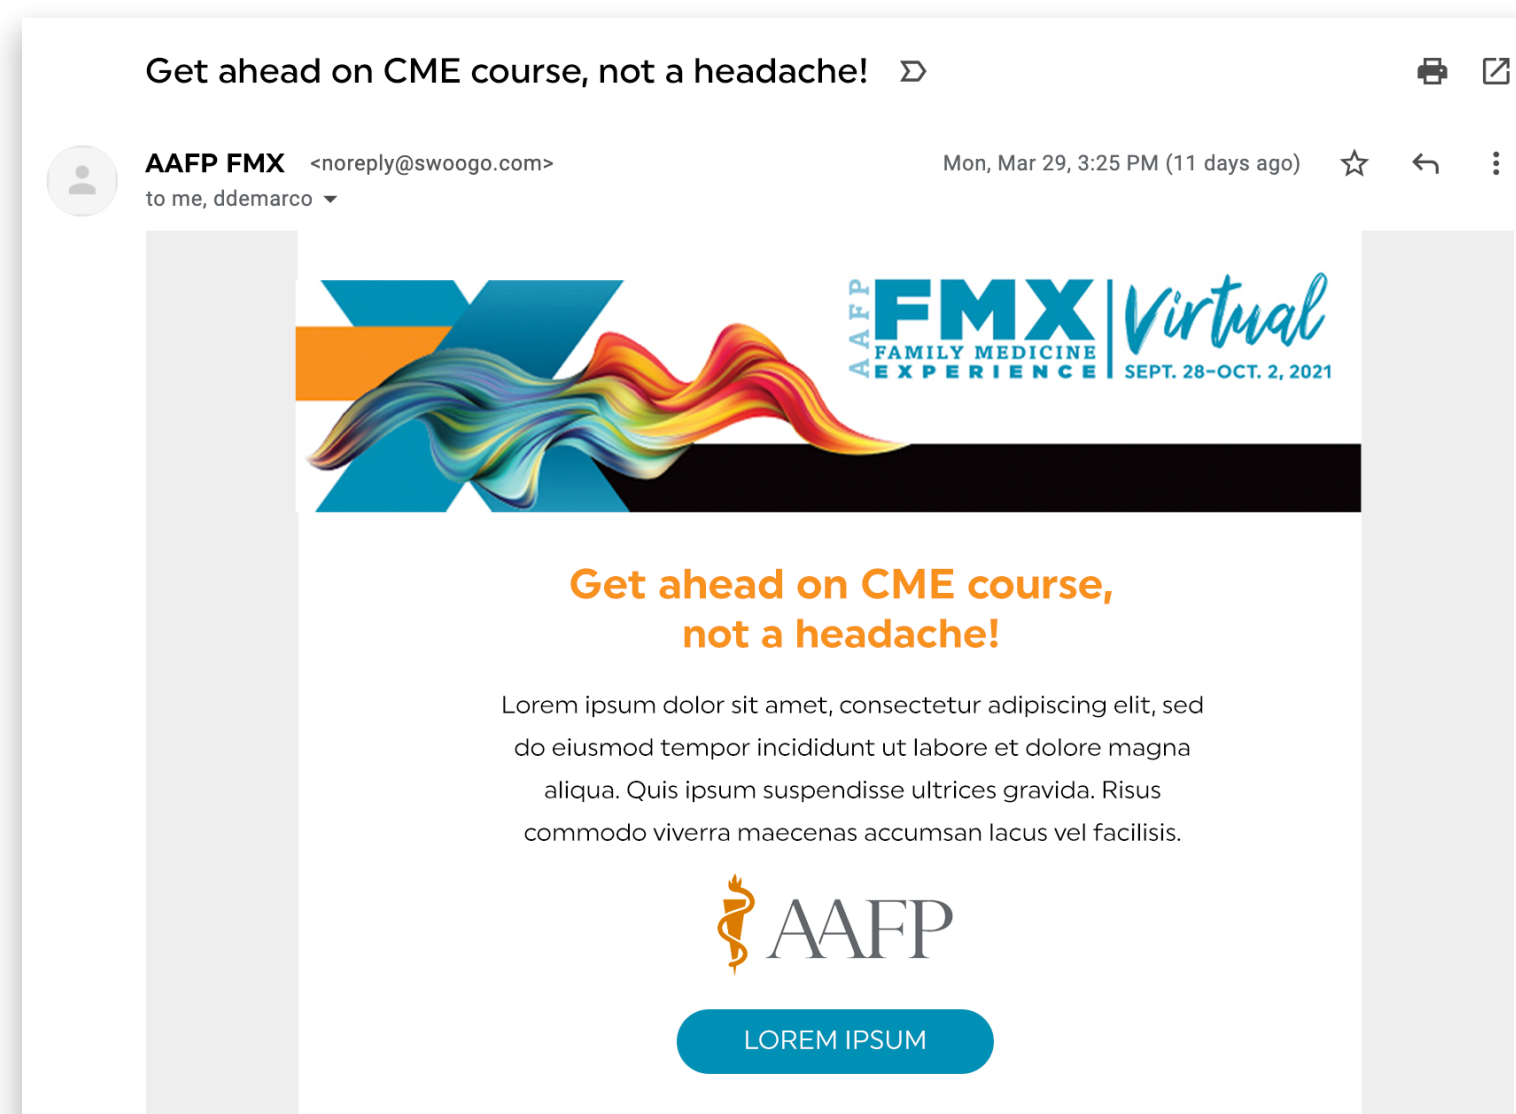 Get ahead on CME course, not a headache!
AAFP FMX <noreply@swoogo.com> Mon, Mar 29, 3:25 PM (11 days ago)
to me, ddemarco
AAFP
FMX
FAMILY MEDICINE
EXPERIENCE
Virtual
SEPT. 28–OCT. 2, 2021
Get ahead on CME course,
not a headache!
Lorem ipsum dolor sit amet, consectetur adipiscing elit, sed
do eiusmod tempor incididunt ut labore et dolore magna
aliqua. Quis ipsum suspendisse ultrices gravida. Risus
commodo viverra maecenas accumsan lacus vel facilisis.
AAFP
LOREM IPSUM